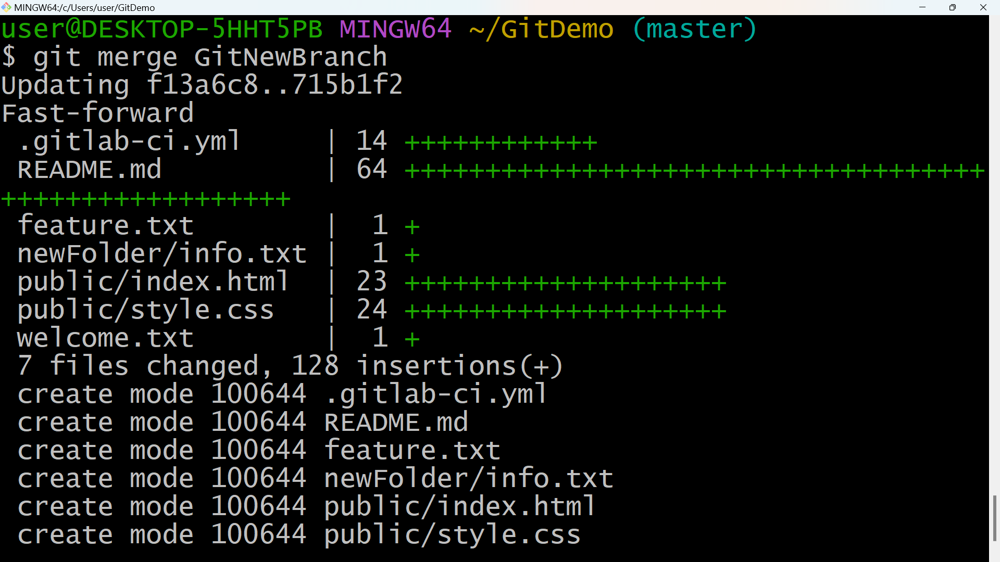 MINGW64:/c/Users/user/GitDemo
user@DESKTOP-5HHT5PB MINGW64 ~/GitDemo (master)
$ git merge GitNewBranch
Updating f13a6c8..715b1f2
Fast-forward
 .gitlab-ci.yml     | 14 ++++++++++++
 README.md          | 64 ++++++++++++++++++++++++++++++++++++
++++++++++++++++++
 feature.txt        |  1 +
 newFolder/info.txt |  1 +
 public/index.html  | 23 ++++++++++++++++++++
 public/style.css   | 24 ++++++++++++++++++++
 welcome.txt        |  1 +
 7 files changed, 128 insertions(+)
 create mode 100644 .gitlab-ci.yml
 create mode 100644 README.md
 create mode 100644 feature.txt
 create mode 100644 newFolder/info.txt
 create mode 100644 public/index.html
 create mode 100644 public/style.css